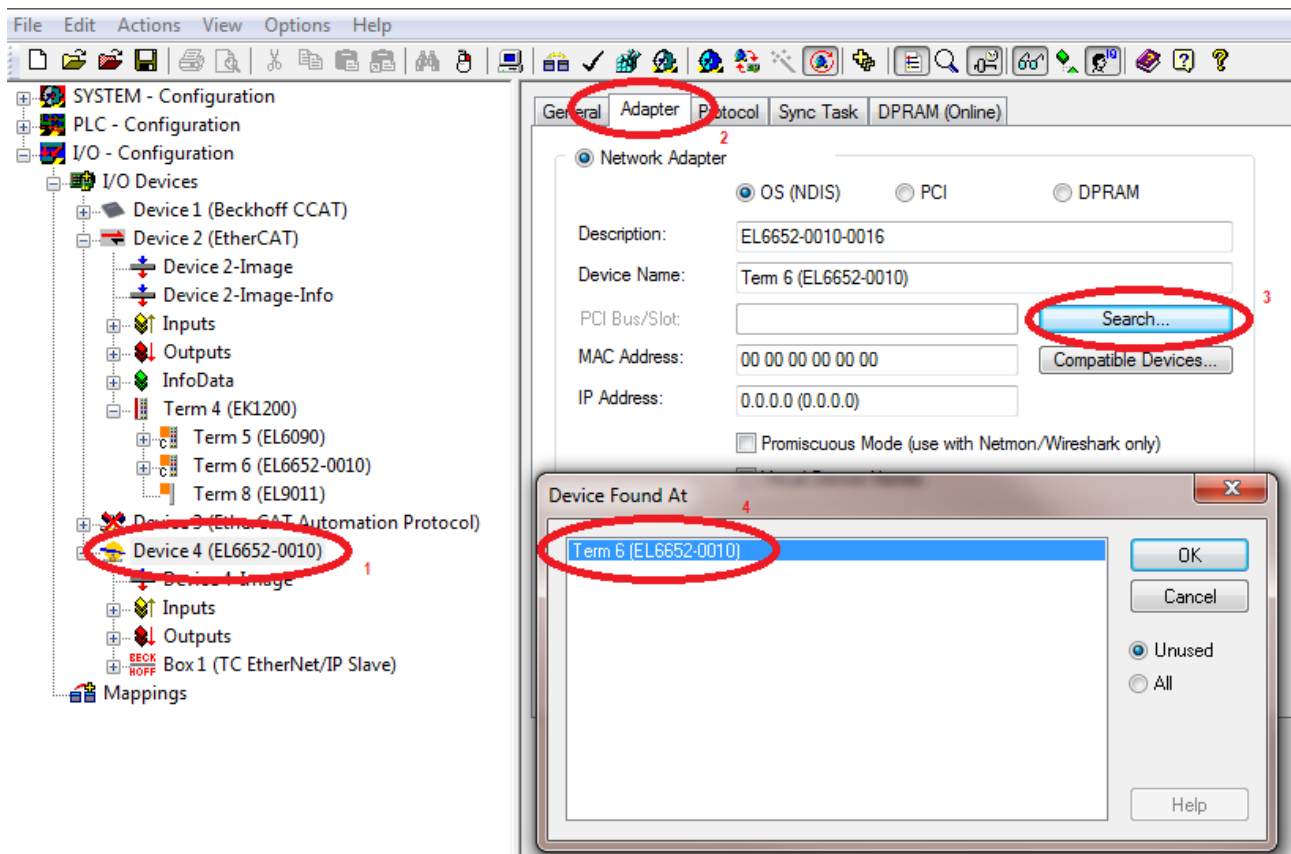 File Edit Actions View Options Help
SYSTEM - Configuration
PLC - Configuration
I/O - Configuration
I/O Devices
Device 1 (Beckhoff CCAT)
Device 2 (EtherCAT)
Device 2-Image
Device 2-Image-Info
Inputs
Outputs
InfoData
Term 4 (EK1200)
Term 5 (EL6090)
Term 6 (EL6652-0010)
Term 8 (EL9011)
Device 3 (EtherCAT Automation Protocol)
Device 4 (EL6652-0010)
1
Device 4-Image
Inputs
Outputs
BECK
HOFF
Box 1 (TC EtherNet/IP Slave)
Mappings
General Adapter Protocol Sync Task DPRAM (Online)
2
Network Adapter
OS (NDIS) PCI DPRAM
Description: EL6652-0010-0016
Device Name: Term 6 (EL6652-0010)
3
PCI Bus/Slot: Search...
MAC Address: 00 00 00 00 00 00 Compatible Devices...
IP Address: 0.0.0.0 (0.0.0.0)
Promiscuous Mode (use with Netmon/Wireshark only)
Device Found At
4
Term 6 (EL6652-0010)
OK
Cancel
Unused
All
Help